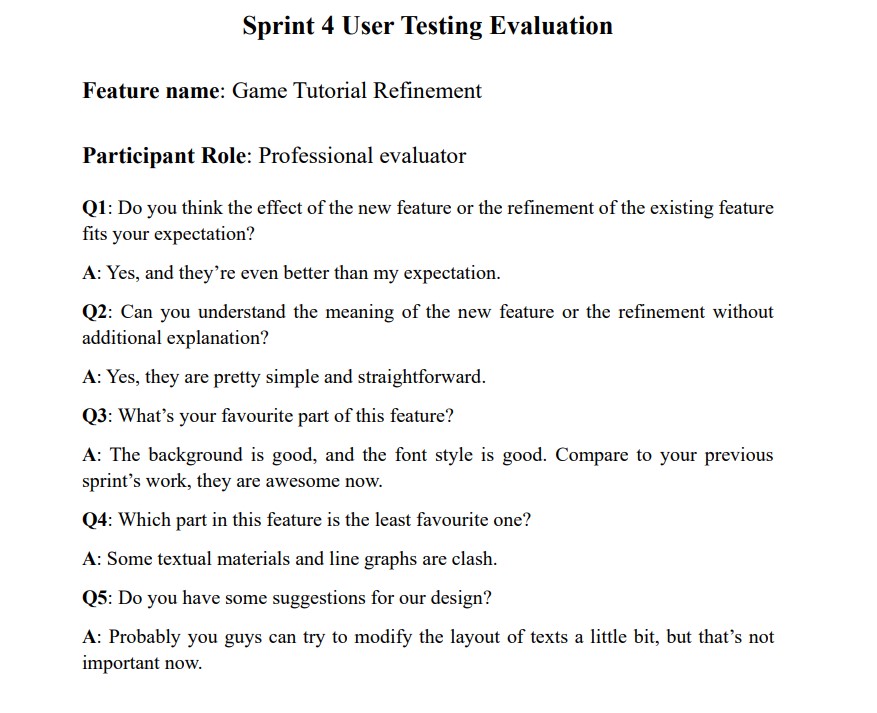 Sprint 4 User Testing Evaluation
Feature name: Game Tutorial Refinement
Participant Role: Professional evaluator
Q1: Do you think the effect of the new feature or the refinement of the existing feature
fits your expectation?
A: Yes, and they’re even better than my expectation.
Q2: Can you understand the meaning of the new feature or the refinement without
additional explanation?
A: Yes, they are pretty simple and straightforward.
Q3: What’s your favourite part of this feature?
A: The background is good, and the font style is good. Compare to your previous
sprint’s work, they are awesome now.
Q4: Which part in this feature is the least favourite one?
A: Some textual materials and line graphs are clash.
Q5: Do you have some suggestions for our design?
A: Probably you guys can try to modify the layout of texts a little bit, but that’s not
important now.